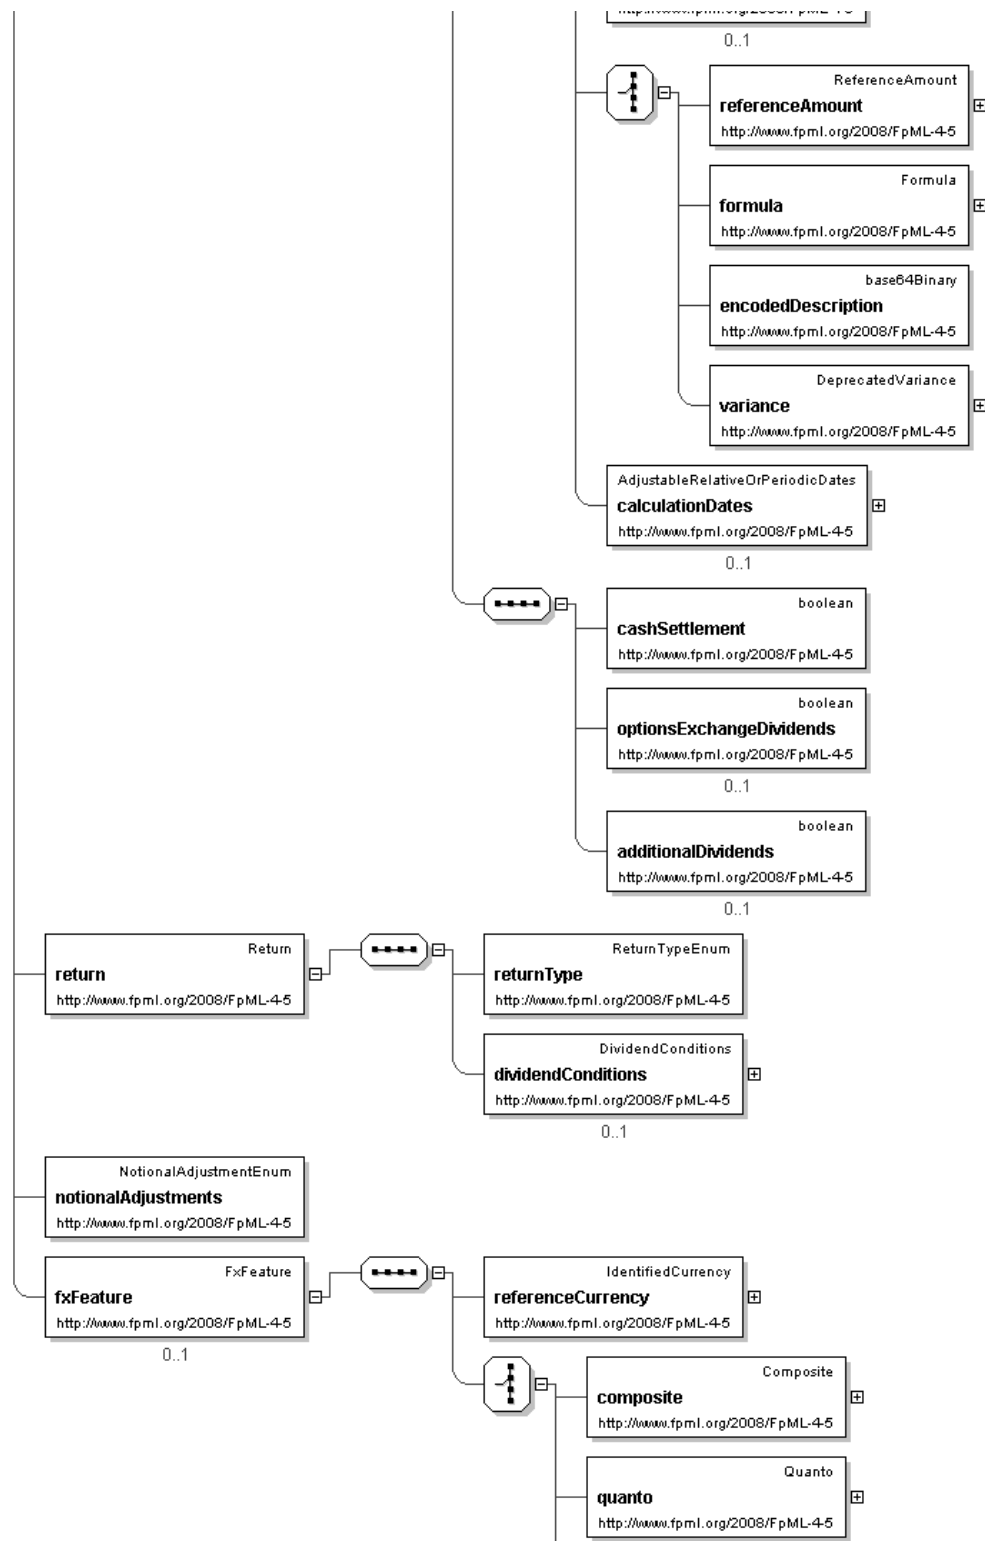 0..1
ReferenceAmount
referenceAmount
http://www.fpml.org/2008/FpML-4-5
Formula
formula
http://www.fpml.org/2008/FpML-4-5
base64Binary
encodedDescription
http://www.fpml.org/2008/FpML-4-5
DeprecatedVariance
variance
http://www.fpml.org/2008/FpML-4-5
AdjustableRelativeOrPeriodicDates
calculationDates
http://www.fpml.org/2008/FpML-4-5
0..1
boolean
cashSettlement
http://www.fpml.org/2008/FpML-4-5
boolean
optionsExchangeDividends
http://www.fpml.org/2008/FpML-4-5
0..1
boolean
additionalDividends
http://www.fpml.org/2008/FpML-4-5
0..1
Return
return
http://www.fpml.org/2008/FpML-4-5
ReturnTypeEnum
returnType
http://www.fpml.org/2008/FpML-4-5
DividendConditions
dividendConditions
http://www.fpml.org/2008/FpML-4-5
0..1
NotionalAdjustmentEnum
notionalAdjustments
http://www.fpml.org/2008/FpML-4-5
FxFeature
fxFeature
http://www.fpml.org/2008/FpML-4-5
0..1
IdentifiedCurrency
referenceCurrency
http://www.fpml.org/2008/FpML-4-5
Composite
composite
http://www.fpml.org/2008/FpML-4-5
Quanto
quanto
http://www.fpml.org/2008/FpML-4-5